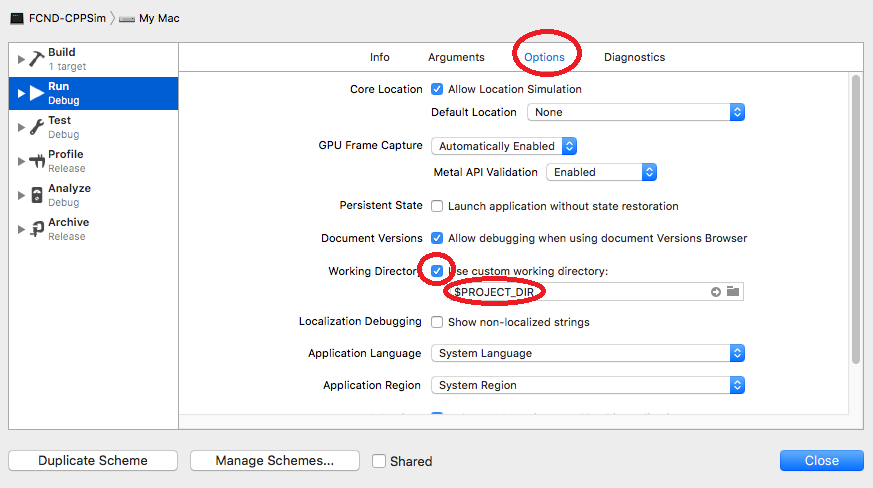 FCND-CPPSim My Mac
Build
1 target
Run
Debug
Test
Debug
Profile
Release
Analyze
Debug
Archive
Release
Info Arguments Options Diagnostics
Core Location Allow Location Simulation
Default Location None
GPU Frame Capture Automatically Enabled
Metal API Validation Enabled
Persistent State Launch application without state restoration
Document Versions Allow debugging when using document Versions Browser
Working Directory Use custom working directory:
$PROJECT_DIR
Localization Debugging Show non-localized strings
Application Language System Language
Application Region System Region
Duplicate Scheme Manage Schemes... Shared Close